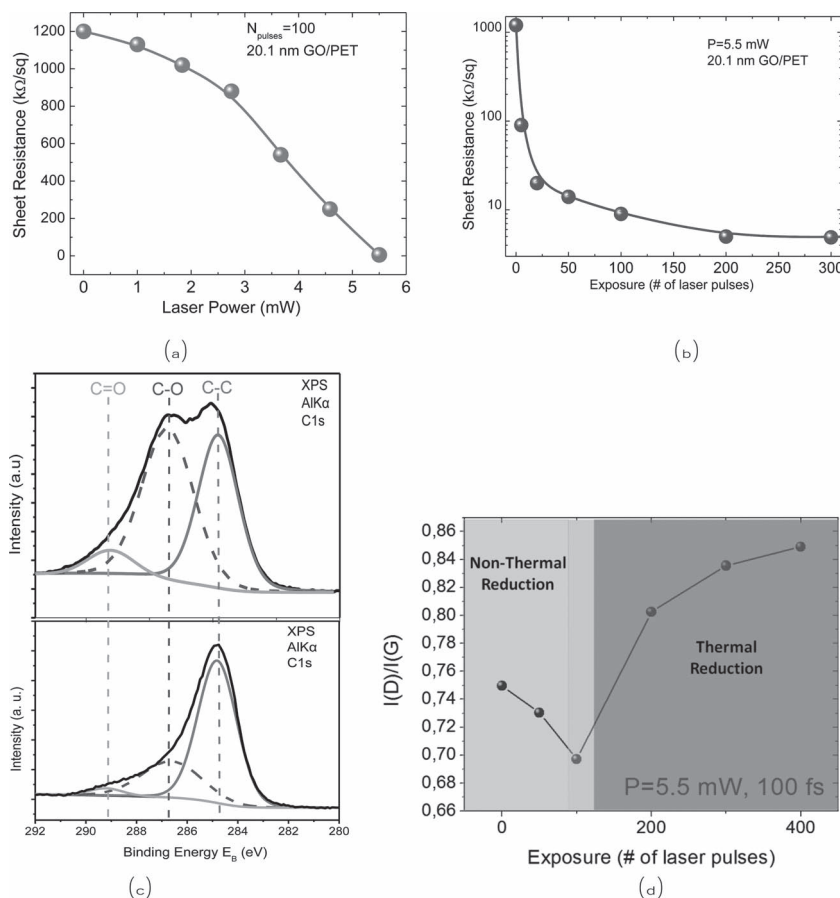 N_pulses=100
20.1 nm GO/PET
1200
1000
800
600
400
200
0
Sheet Resistance (kΩ/sq)
0 1 2 3 4 5 6
Laser Power (mW)
(a)
P=5.5 mW
20.1 nm GO/PET
1000
100
10
Sheet Resistance (kΩ/sq)
0 50 100 150 200 250 300
Exposure (# of laser pulses)
(b)
C=O C-O C-C
XPS
AlKα
C1s
Intensity (a.u)
XPS
AlKα
C1s
Intensity (a. u.)
292 290 288 286 284 282 280
Binding Energy E_B (eV)
(c)
0,86
0,84
0,82
0,80
0,78
0,76
0,74
0,72
0,70
0,68
0,66
I(D)/I(G)
Non-Thermal
Reduction
Thermal
Reduction
P=5.5 mW, 100 fs
0 200 400
Exposure (# of laser pulses)
(d)